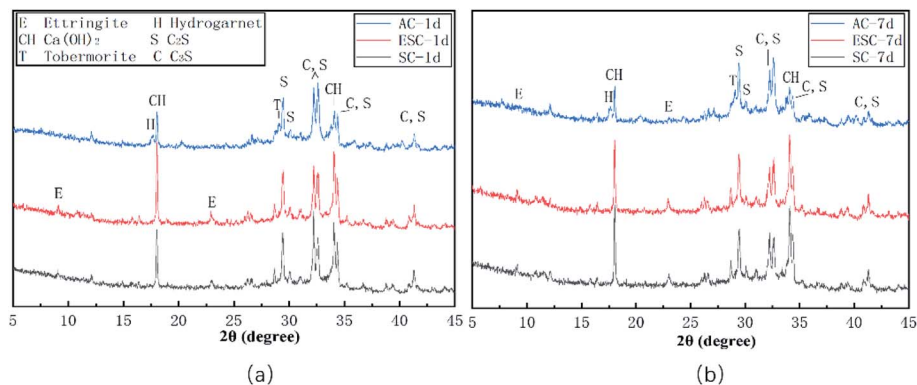 E Ettringite H Hydrogarnet
CH Ca(OH)₂ S C₂S
T Tobermorite C C₃S
AC-1d
ESC-1d
SC-1d
C,S
S
CH
CH
T
H
S
C,S
C,S
E
E
5 10 15 20 25 30 35 40 45
2θ (degree)
(a)
AC-7d
ESC-7d
SC-7d
C,S
S
CH
CH
T
H
S
C,S
C,S
E
E
5 10 15 20 25 30 35 40 45
2θ (degree)
(b)